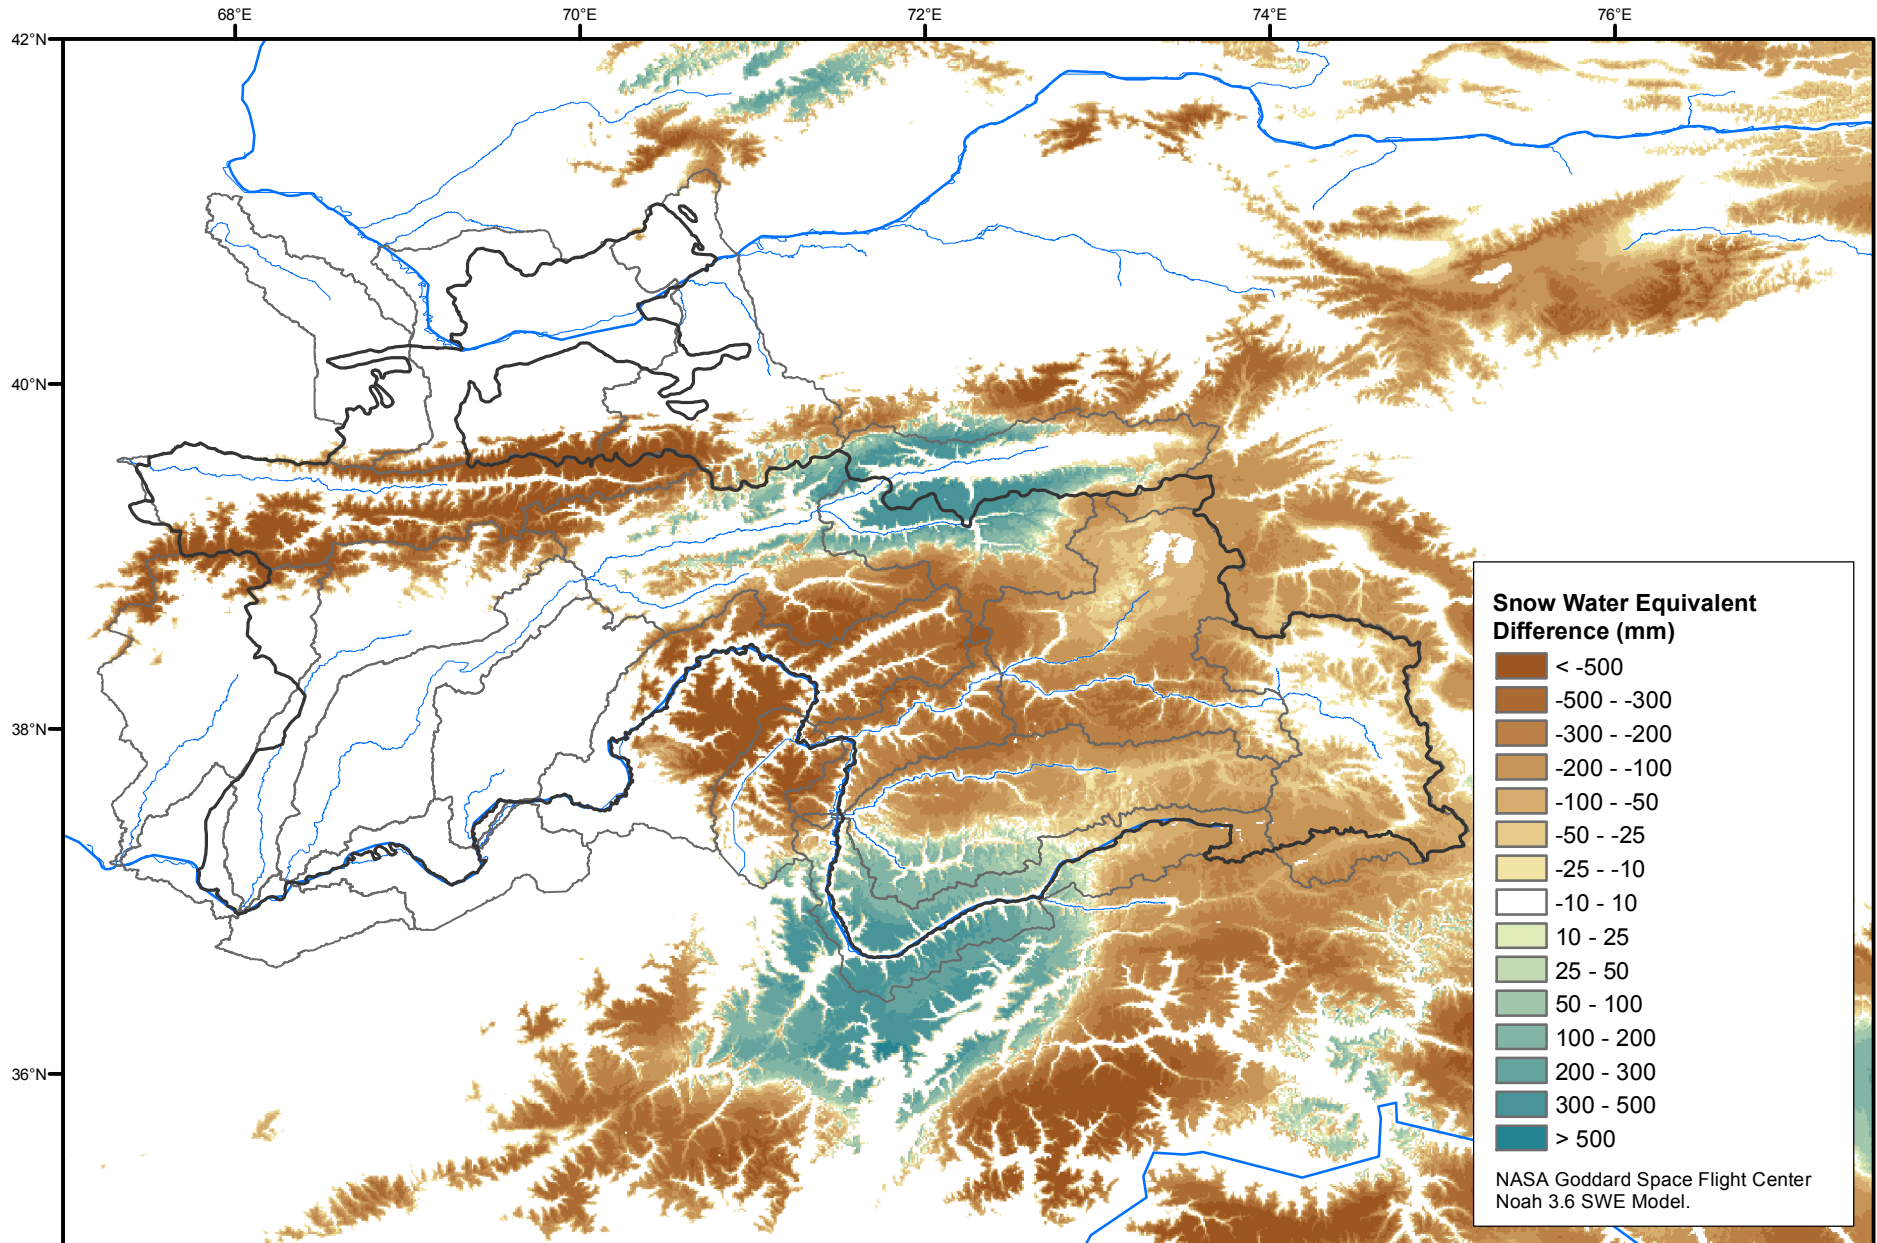 68°E 70°E 72°E 74°E 76°E
42°N
40°N
38°N
36°N
Snow Water Equivalent
Difference (mm)
< -500
-500 - -300
-300 - -200
-200 - -100
-100 - -50
-50 - -25
-25 - -10
-10 - 10
10 - 25
25 - 50
50 - 100
100 - 200
200 - 300
300 - 500
> 500
NASA Goddard Space Flight Center
Noah 3.6 SWE Model.